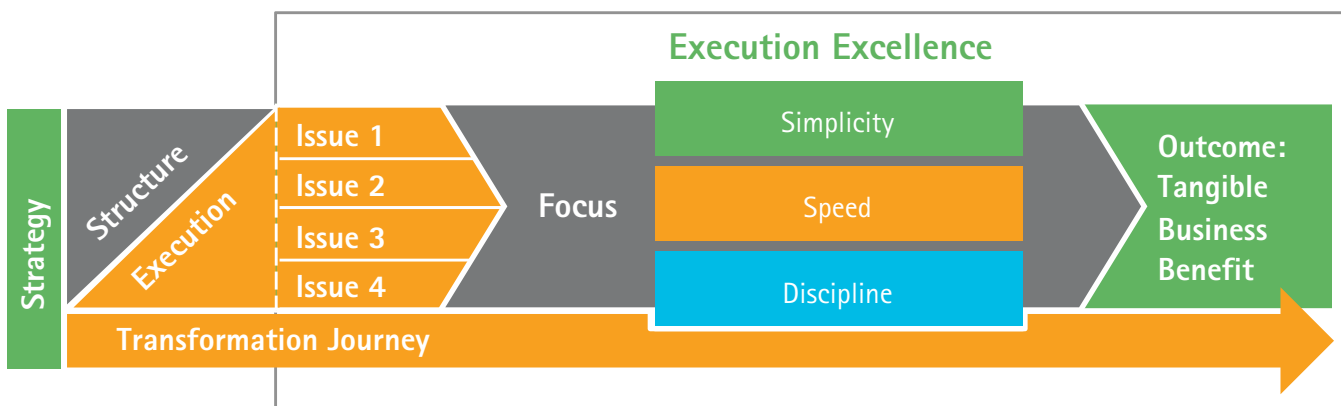 Execution Excellence
Strategy
Structure
Execution
Issue 1
Issue 2
Issue 3
Issue 4
Focus
Simplicity
Speed
Discipline
Outcome:
Tangible
Business
Benefit
Transformation Journey